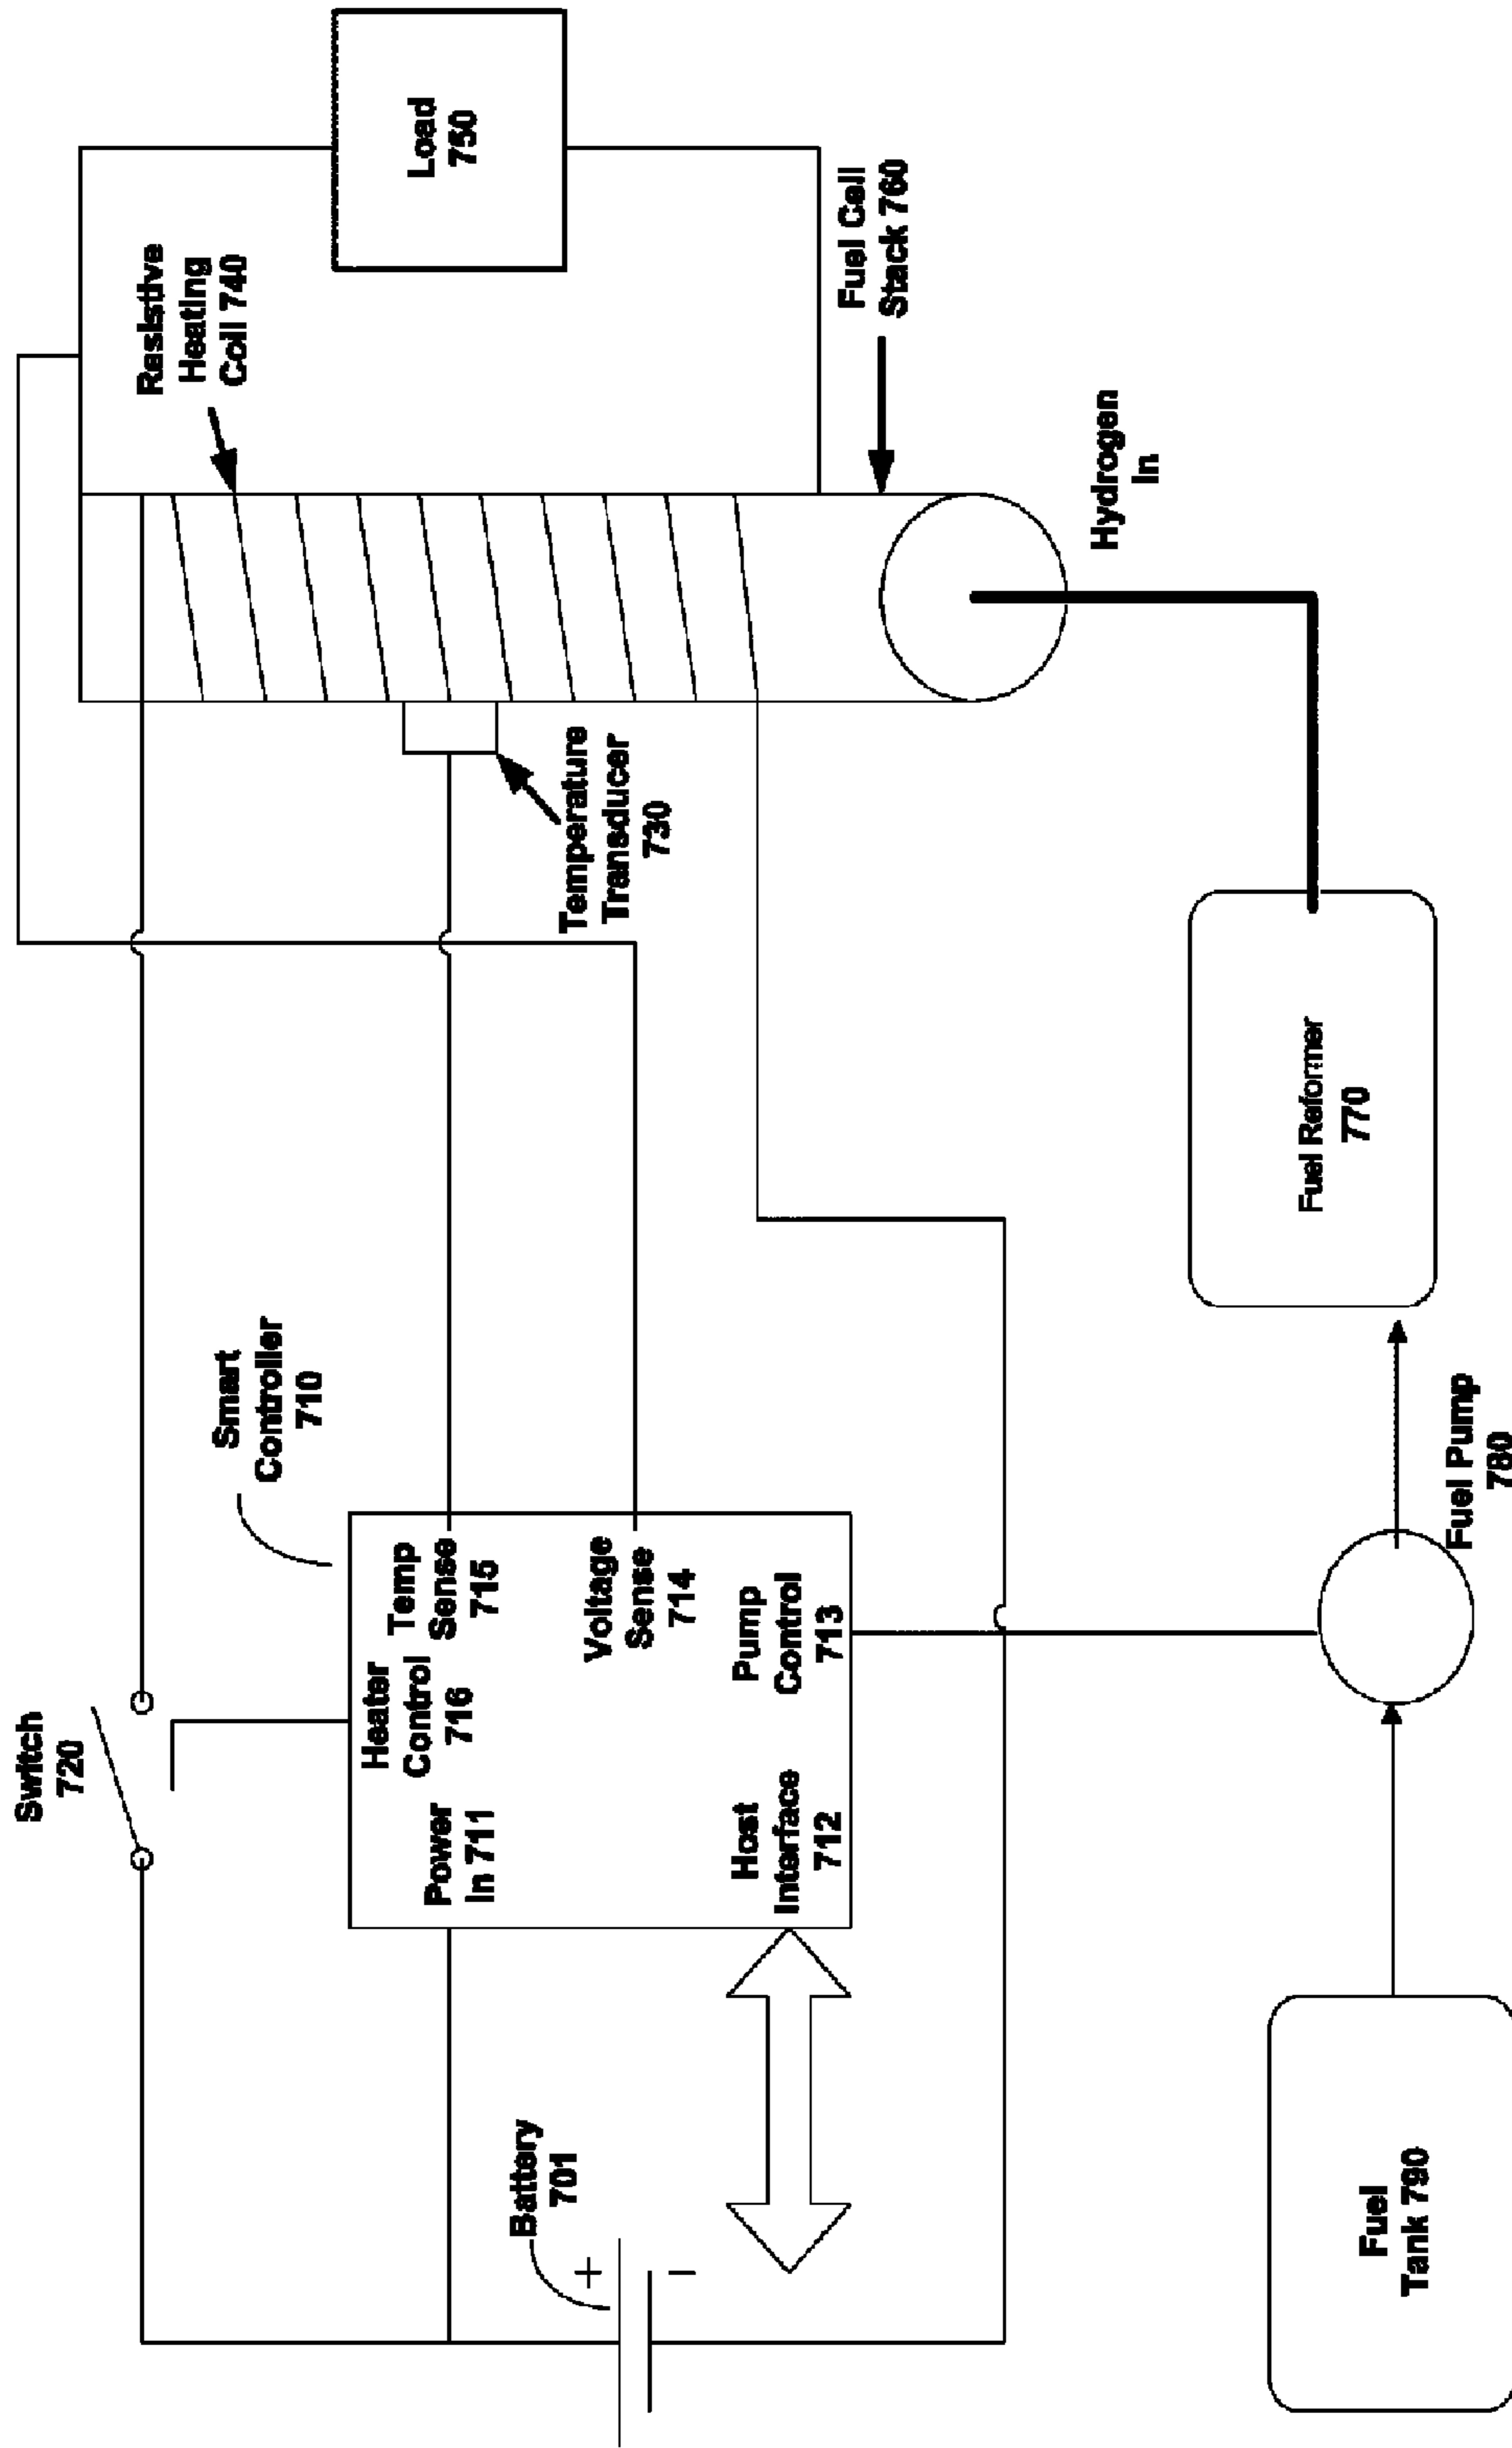 Switch
720
Smart
Controller
710
Resistive
Heating
Coil 740
Load
750
Battery
701
+
−
Power
In 711
Heater
Control
716
Temp
Sense
715
Voltage
Sense
714
Host
Interface
712
Pump
Control
713
Temperature
Transducer
730
Fuel Cell
Stack 760
Hydrogen
In
Fuel
Tank 790
Fuel Pump
780
Fuel Reformer
770